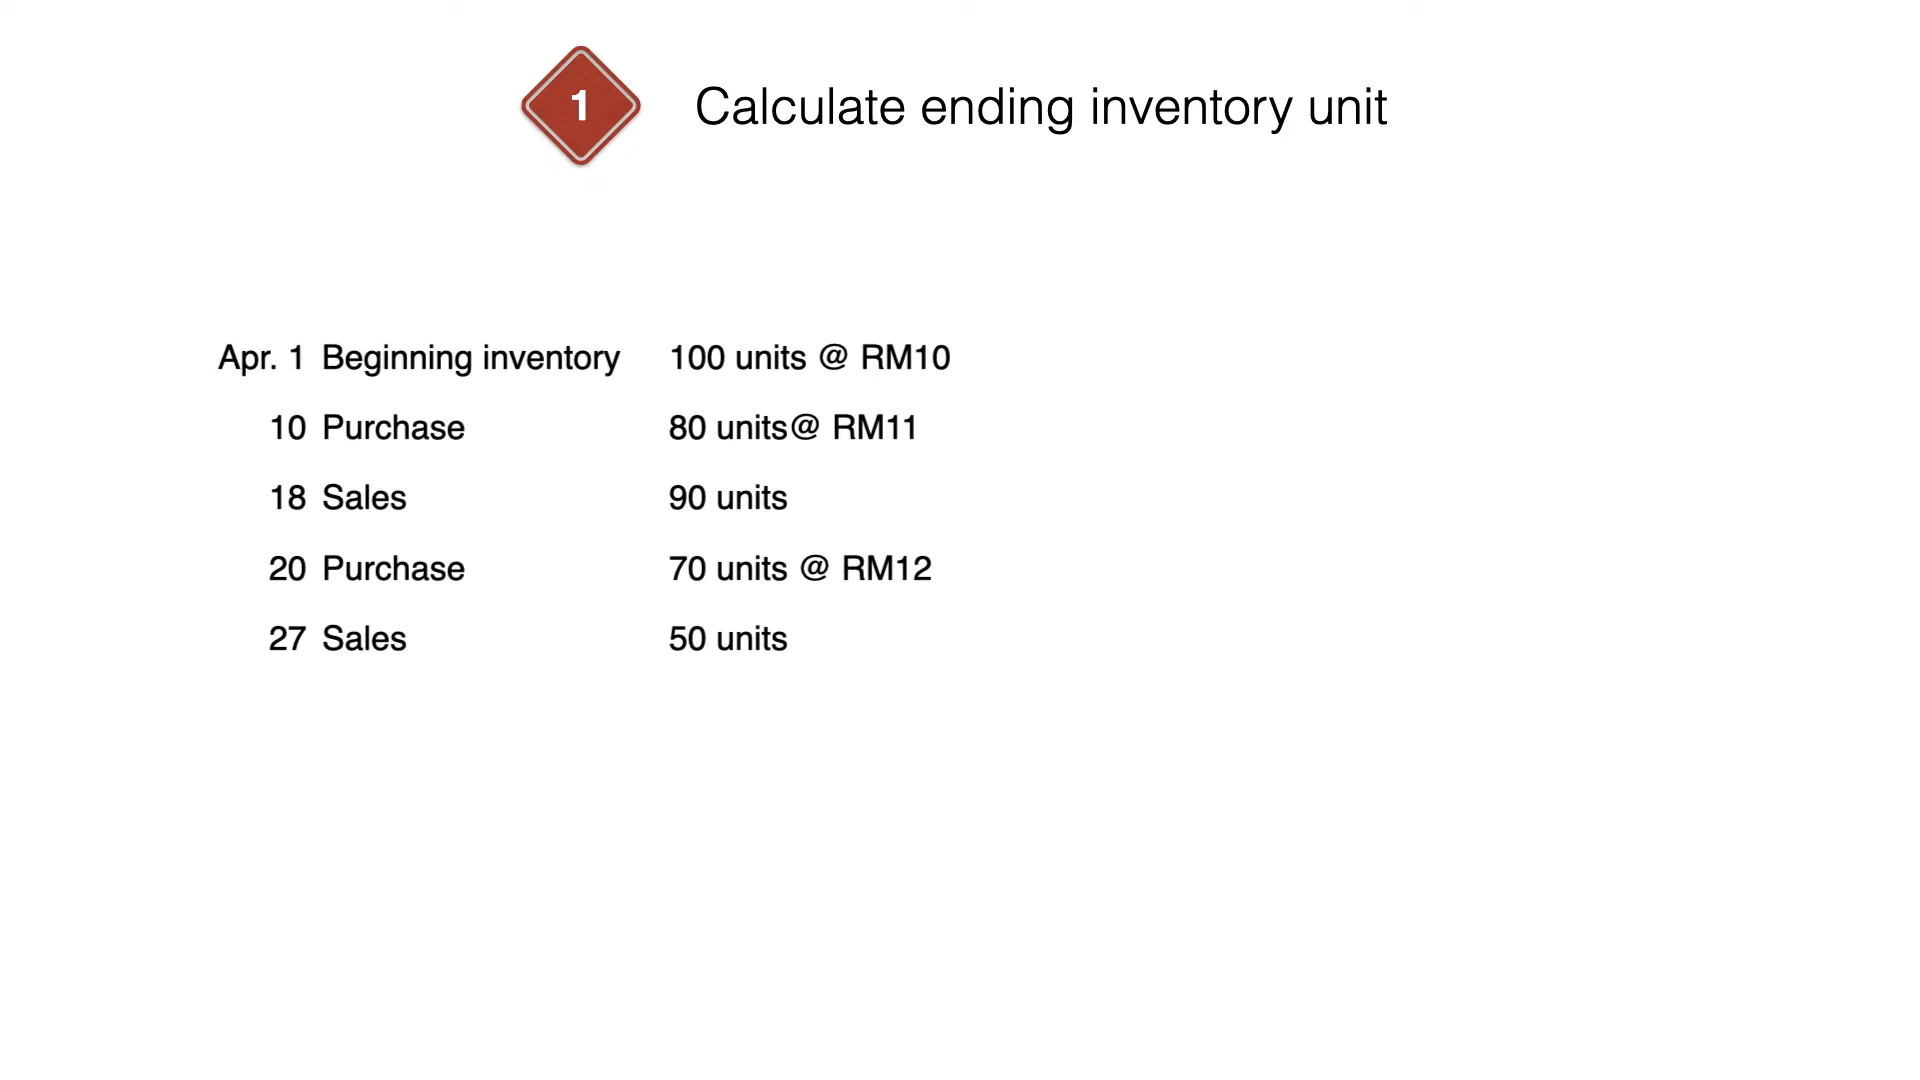 1
Calculate ending inventory unit
Apr. 1 Beginning inventory 100 units @ RM10
10 Purchase 80 units@ RM11
18 Sales 90 units
20 Purchase 70 units @ RM12
27 Sales 50 units